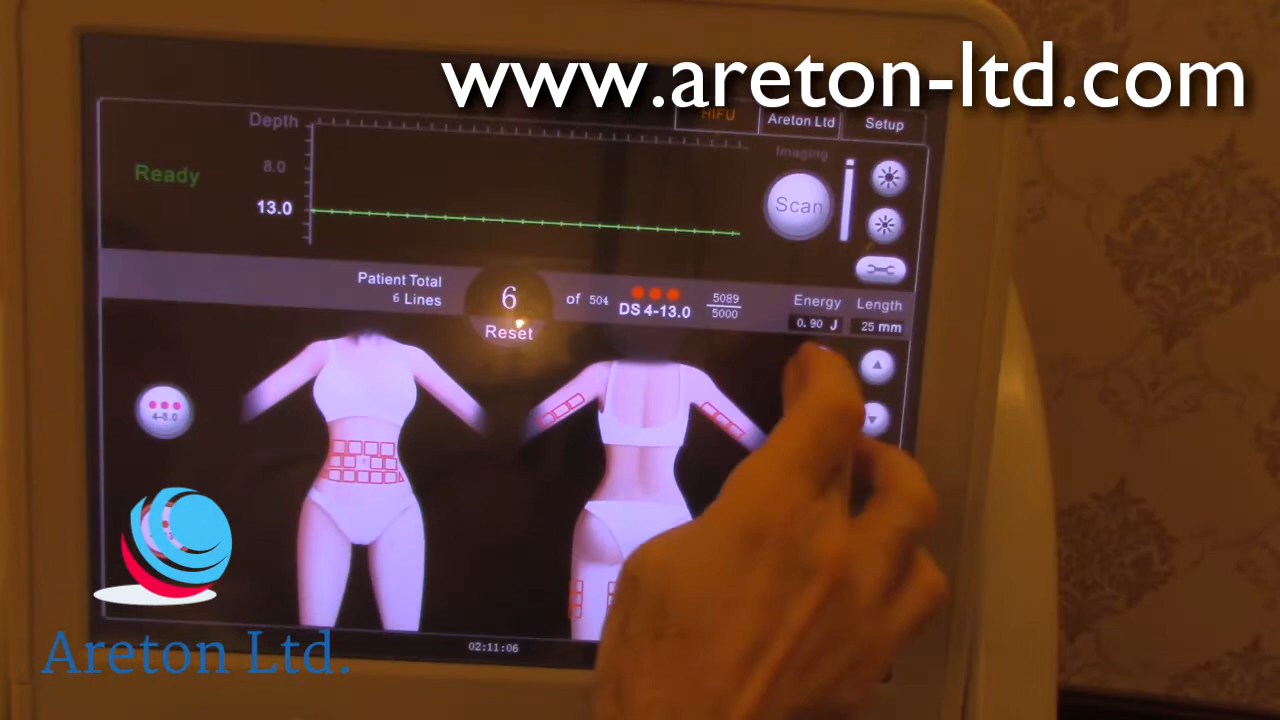 www.areton-ltd.com
HIFU
Areton Ltd
Setup
Depth
Imaging
Ready
8.0
Scan
13.0
Patient Total
6 Lines
6
Reset
of 504
DS 4-13.0
5089
5000
Energy
Length
0.90 J
25 mm
4-8.0
Areton Ltd.
02:11:06